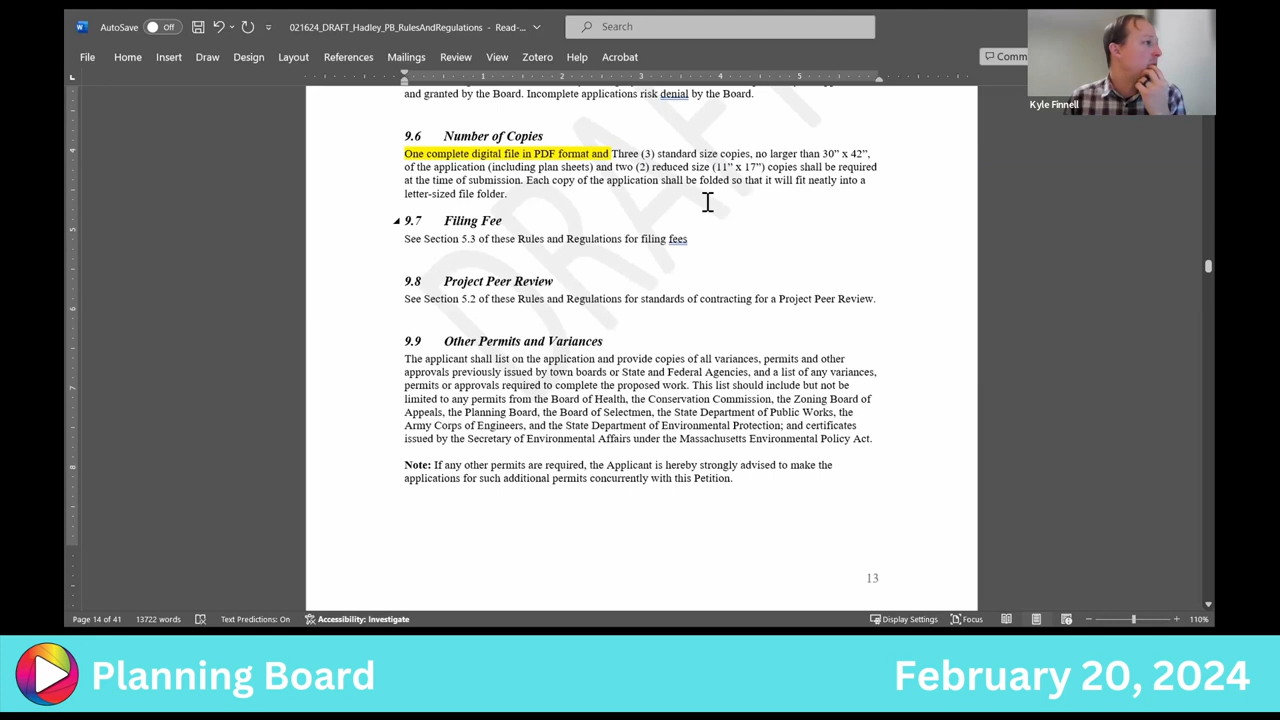 AutoSave Off 021624_DRAFT_Hadley_PB_RulesAndRegulations - Read-... Search
File Home Insert Draw Design Layout References Mailings Review View Zotero Help Acrobat Comm
Kyle Finnell
1 2 3 4 5
and granted by the Board. Incomplete applications risk denial by the Board.
9.6 Number of Copies
One complete digital file in PDF format and Three (3) standard size copies, no larger than 30” x 42”,
of the application (including plan sheets) and two (2) reduced size (11” x 17”) copies shall be required
at the time of submission. Each copy of the application shall be folded so that it will fit neatly into a
letter-sized file folder.
9.7 Filing Fee
See Section 5.3 of these Rules and Regulations for filing fees
9.8 Project Peer Review
See Section 5.2 of these Rules and Regulations for standards of contracting for a Project Peer Review.
9.9 Other Permits and Variances
The applicant shall list on the application and provide copies of all variances, permits and other
approvals previously issued by town boards or State and Federal Agencies, and a list of any variances,
permits or approvals required to complete the proposed work. This list should include but not be
limited to any permits from the Board of Health, the Conservation Commission, the Zoning Board of
Appeals, the Planning Board, the Board of Selectmen, the State Department of Public Works, the
Army Corps of Engineers, and the State Department of Environmental Protection; and certificates
issued by the Secretary of Environmental Affairs under the Massachusetts Environmental Policy Act.
Note: If any other permits are required, the Applicant is hereby strongly advised to make the
applications for such additional permits concurrently with this Petition.
DRAFT
13
4
5
6
7
8
Page 14 of 41 13722 words Text Predictions: On Accessibility: Investigate Display Settings Focus 110%
Planning Board February 20, 2024